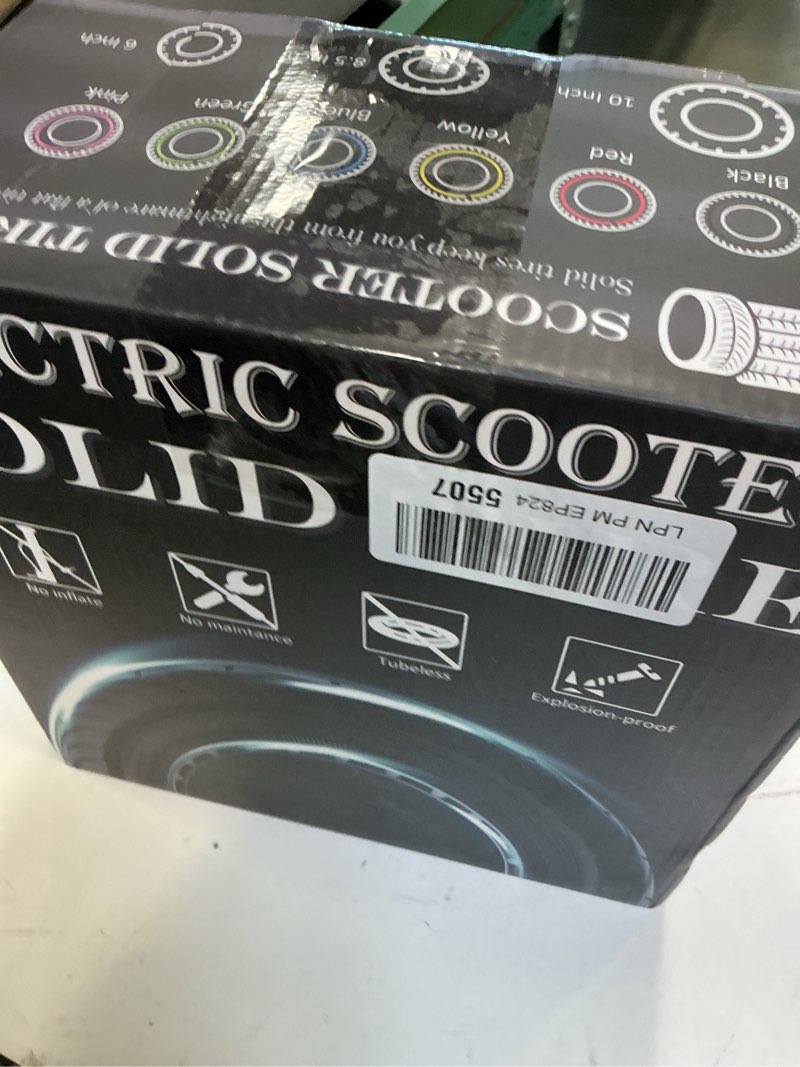 SCOOTER SOLID TIR
Solid tires keep you from the nightmare of a flat
Black Red Yellow Blue Green Pink
10 Inch 8.5 Inch 6 Inch
CTRIC SCOOTE
OLID
LPN PM EP824 5507
No inflate
No maintance
Tubeless
Explosion-proof